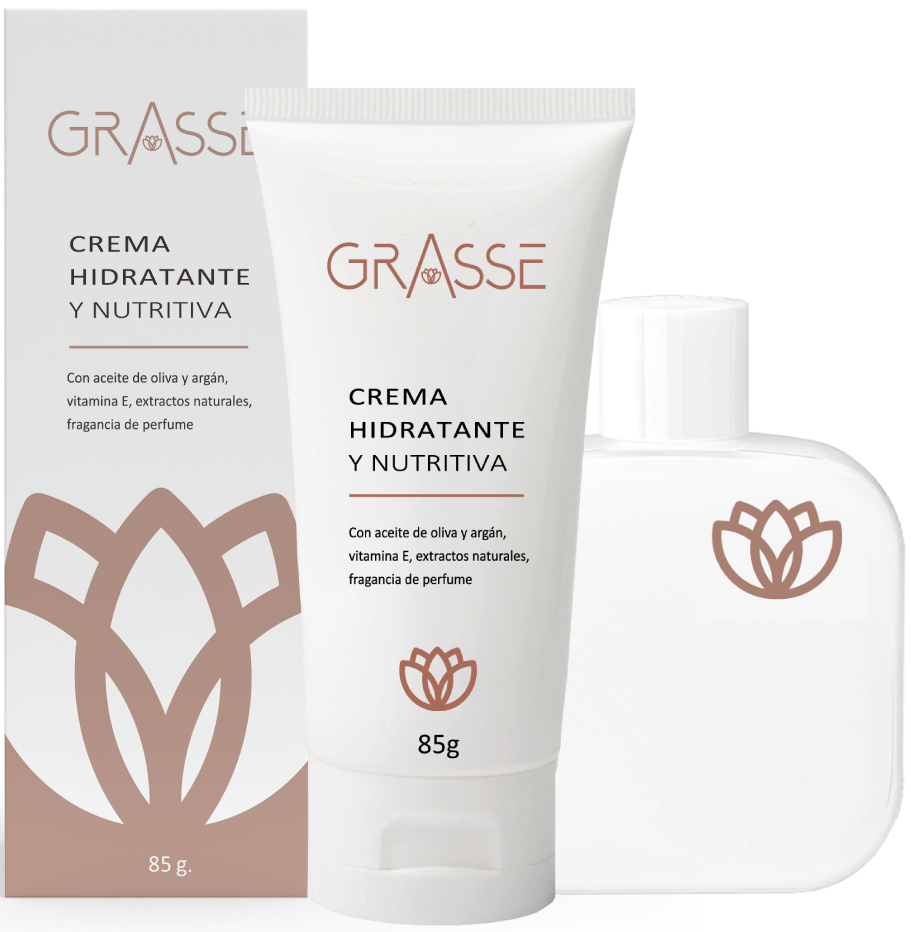 GRASSE
CREMA
HIDRATANTE
Y NUTRITIVA
Con aceite de oliva y argán,
vitamina E, extractos naturales,
fragancia de perfume
85 g.
GRASSE
CREMA
HIDRATANTE
Y NUTRITIVA
Con aceite de oliva y argán,
vitamina E, extractos naturales,
fragancia de perfume
85g